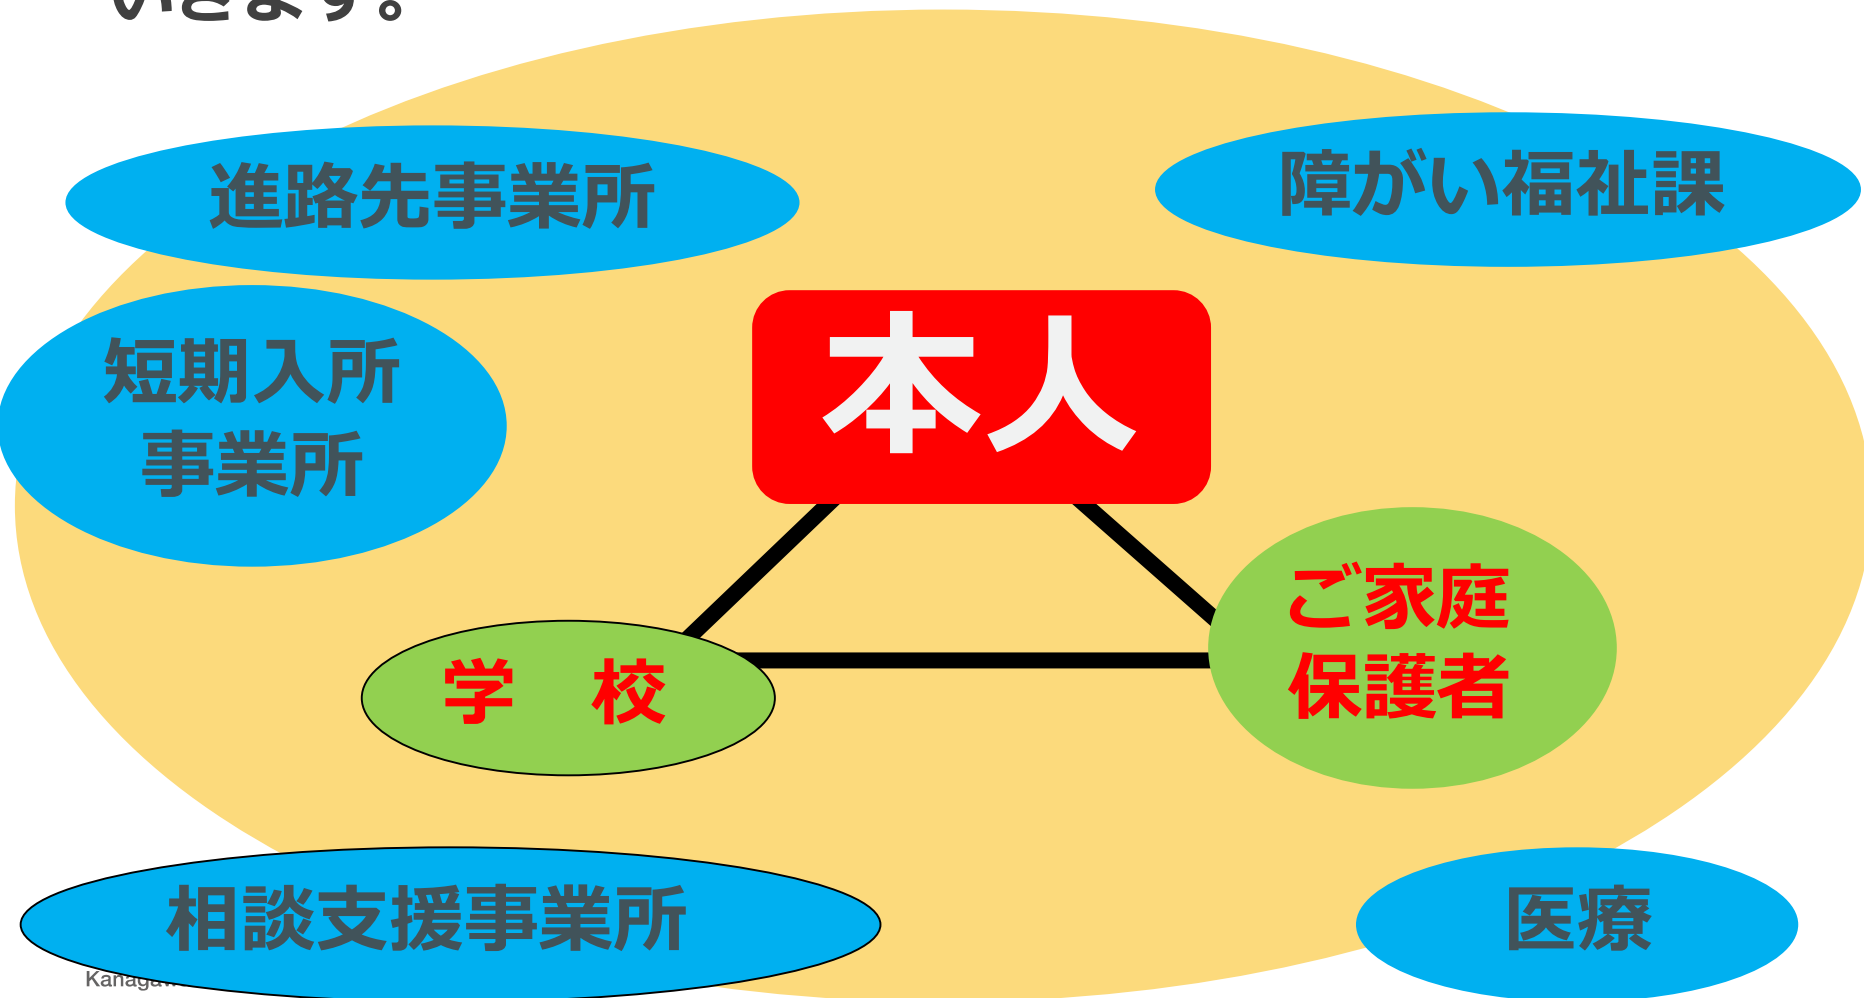 いきます。
進路先事業所
障がい福祉課
短期入所
事業所
本人
ご家庭
保護者
学　校
相談支援事業所
医療